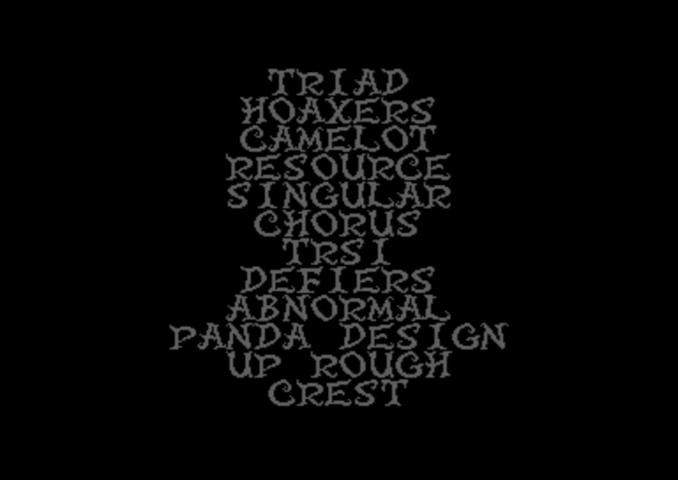 TRIAD
HOAXERS
CAMELOT
RESOURCE
SINGULAR
CHORUS
TRSI
DEFIERS
ABNORMAL
PANDA DESIGN
UP ROUGH
CREST